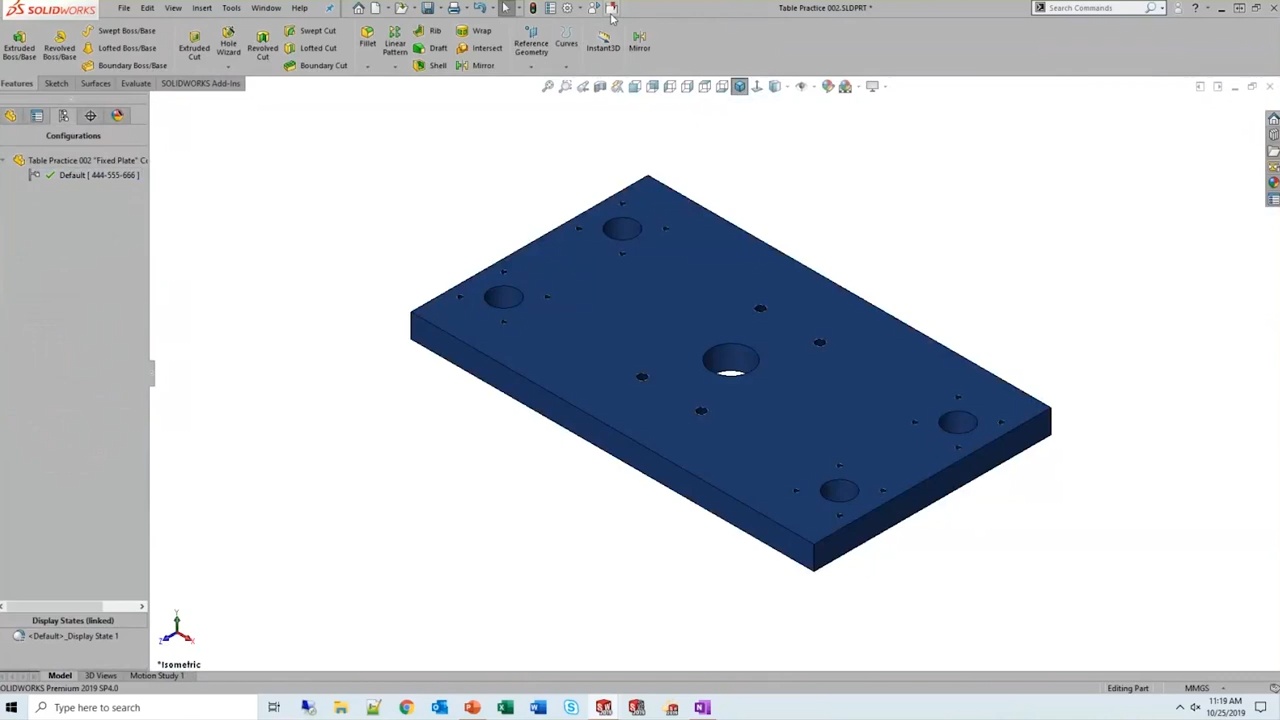 SOLIDWORKS File Edit View Insert Tools Window Help Table Practice 002.SLDPRT * Search Commands ?
Extruded Boss/Base
Revolved Boss/Base
Swept Boss/Base
Lofted Boss/Base
Boundary Boss/Base
Extruded Cut
Hole Wizard
Revolved Cut
Swept Cut
Lofted Cut
Boundary Cut
Fillet
Linear Pattern
Rib
Draft
Shell
Wrap
Intersect
Mirror
Reference Geometry
Curves
Instant3D
Mirror
Features Sketch Surfaces Evaluate SOLIDWORKS Add-Ins
Configurations
Table Practice 002 "Fixed Plate" C
Default [ 444-555-666 ]
Display States (linked)
<Default>_Display State 1
Y
Z X
*Isometric
Model 3D Views Motion Study 1
OLIDWORKS Premium 2019 SP4.0 Editing Part MMGS
Type here to search
11:19 AM
10/25/2019